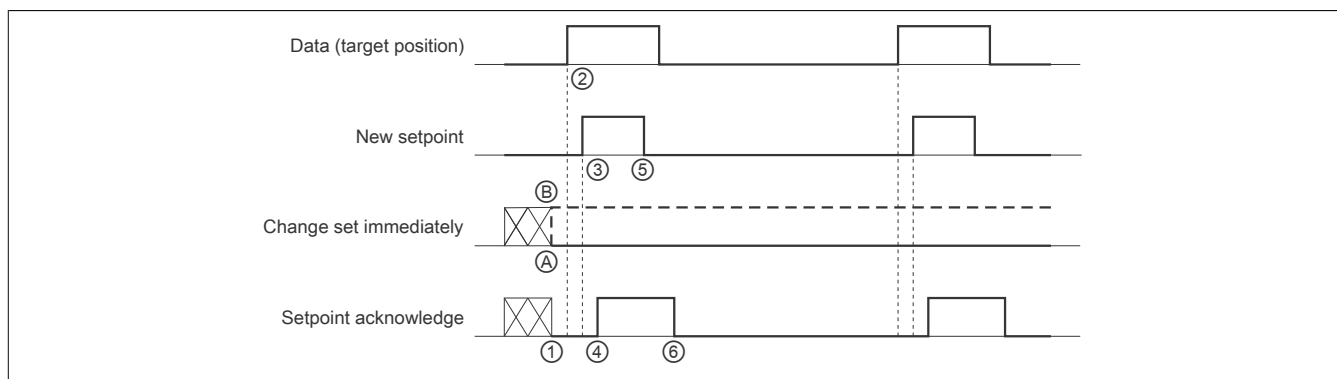 Data (target position)
②
New setpoint
③ ⑤
Ⓑ
Change set immediately
Ⓐ
Setpoint acknowledge
① ④ ⑥